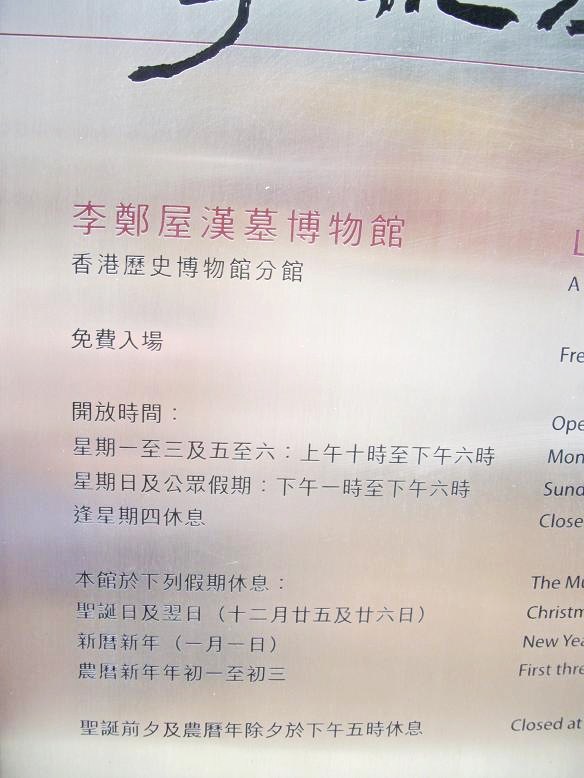 李鄭屋漢墓博物館
香港歷史博物館分館
A
免費入場
Fre
開放時間：
Ope
星期一至三及五至六：上午十時至下午六時
Mon
星期日及公眾假期：下午一時至下午六時
Sund
逢星期四休息
Close
本館於下列假期休息：
The Mu
聖誕日及翌日（十二月廿五及廿六日）
Christm
新曆新年（一月一日）
New Yea
農曆新年年初一至初三
First thre
聖誕前夕及農曆年除夕於下午五時休息
Closed at